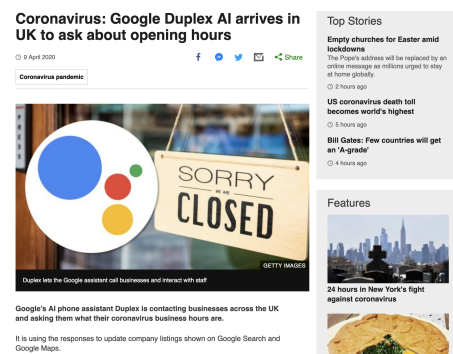 Coronavirus: Google Duplex AI arrives in
UK to ask about opening hours
9 April 2020
Share
Coronavirus pandemic
PRESS
SORRY
WE ARE
CLOSED
GETTY IMAGES
Duplex lets the Google assistant call businesses and interact with staff
Google's AI phone assistant Duplex is contacting businesses across the UK
and asking them what their coronavirus business hours are.
It is using the responses to update company listings shown on Google Search and
Google Maps.
Top Stories
Empty churches for Easter amid
lockdowns
The Pope's address will be replaced by an
online message as millions urged to stay
at home globally.
2 hours ago
US coronavirus death toll
becomes world's highest
5 hours ago
Bill Gates: Few countries will get
an 'A-grade'
4 hours ago
Features
24 hours in New York's fight
against coronavirus